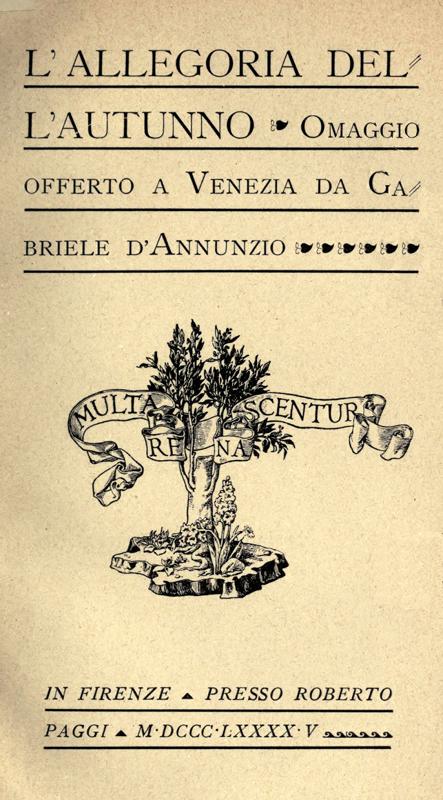 L'ALLEGORIA DEL⸗
L'AUTUNNO ❧ OMAGGIO
OFFERTO A VENEZIA DA GA⸗
BRIELE D'ANNUNZIO ❧❧❧❧❧❧
MULTA RENASCENTUR
IN FIRENZE ▲ PRESSO ROBERTO
PAGGI ▲ M·DCCC·LXXXX·V